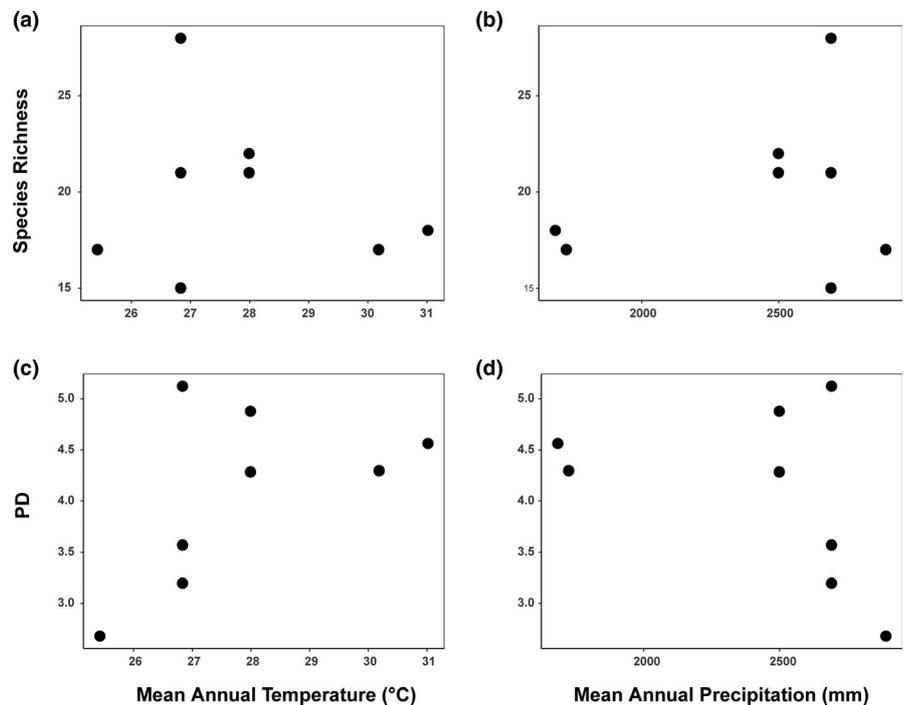 (a)
Species Richness
25
20
15
26 27 28 29 30 31
(b)
25
20
15
2000 2500
(c)
PD
5.0
4.5
4.0
3.5
3.0
26 27 28 29 30 31
Mean Annual Temperature (°C)
(d)
5.0
4.5
4.0
3.5
3.0
2000 2500
Mean Annual Precipitation (mm)